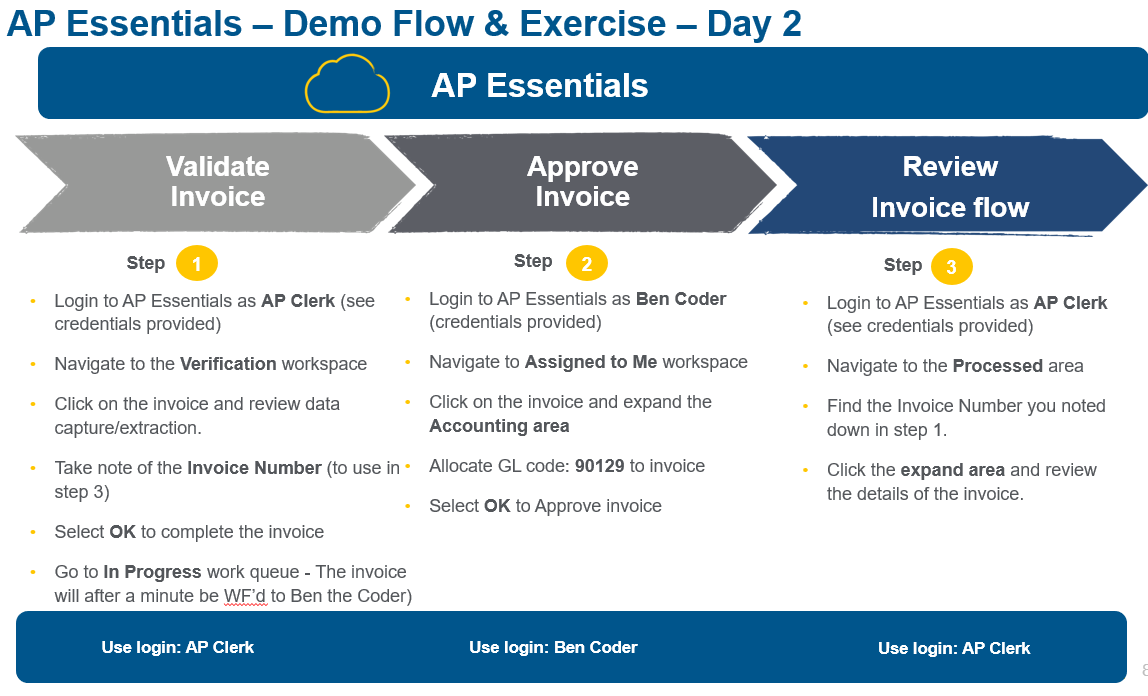 AP Essentials – Demo Flow & Exercise – Day 2
AP Essentials
Validate
Invoice
Approve
Invoice
Review
Invoice flow
Step 1
• Login to AP Essentials as AP Clerk (see
credentials provided)
• Navigate to the Verification workspace
• Click on the invoice and review data
capture/extraction.
• Take note of the Invoice Number (to use in
step 3)
• Select OK to complete the invoice
• Go to In Progress work queue - The invoice
will after a minute be WF’d to Ben the Coder)
Step 2
• Login to AP Essentials as Ben Coder
(credentials provided)
• Navigate to Assigned to Me workspace
• Click on the invoice and expand the
Accounting area
• Allocate GL code: 90129 to invoice
• Select OK to Approve invoice
Step 3
• Login to AP Essentials as AP Clerk
(see credentials provided)
• Navigate to the Processed area
• Find the Invoice Number you noted
down in step 1.
• Click the expand area and review
the details of the invoice.
Use login: AP Clerk
Use login: Ben Coder
Use login: AP Clerk